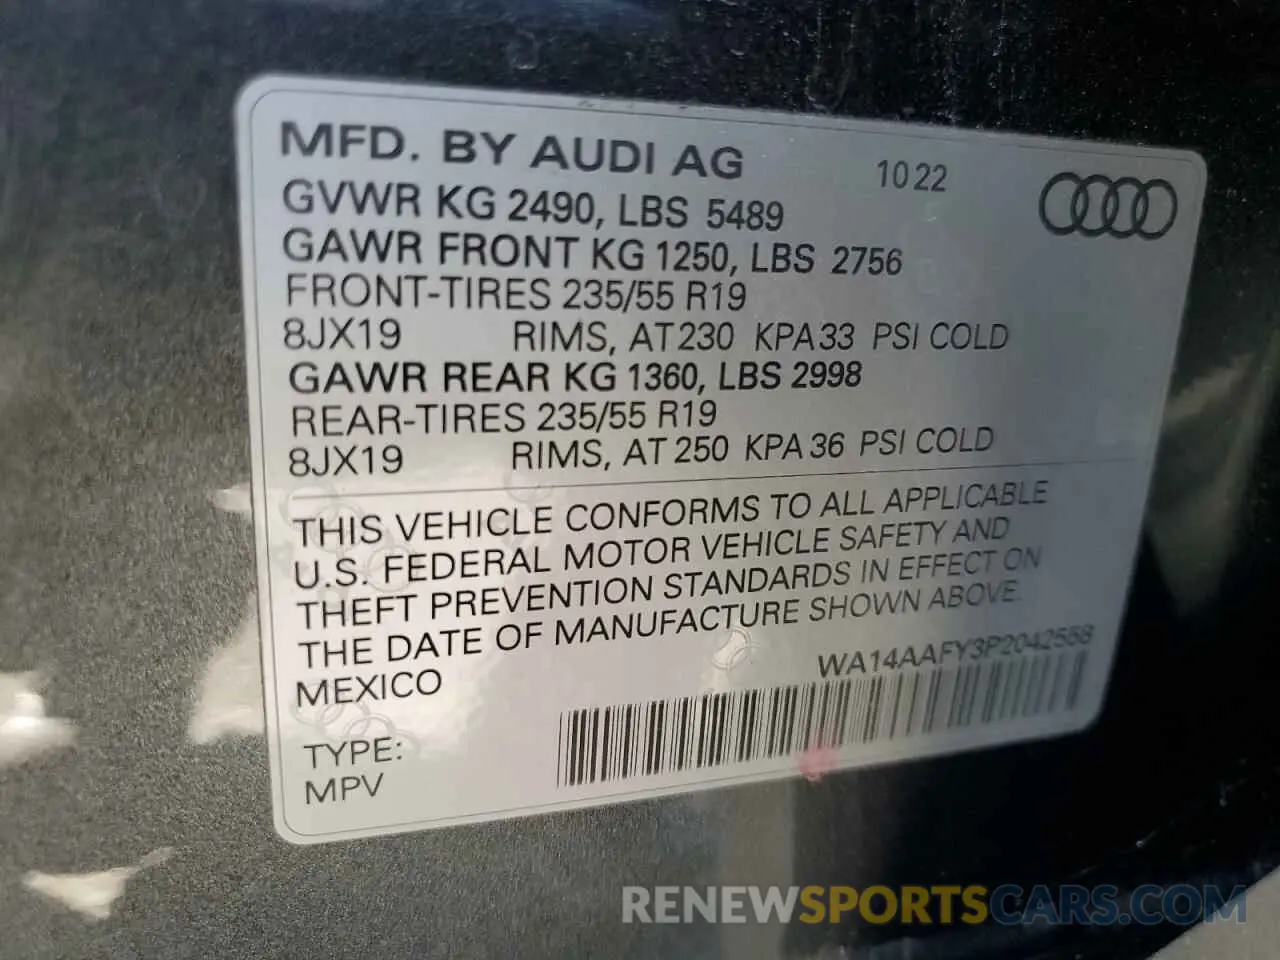 MFD. BY AUDI AG 1022
GVWR KG 2490, LBS 5489
GAWR FRONT KG 1250, LBS 2756
FRONT-TIRES 235/55 R19
8JX19 RIMS, AT 230 KPA 33 PSI COLD
GAWR REAR KG 1360, LBS 2998
REAR-TIRES 235/55 R19
8JX19 RIMS, AT 250 KPA 36 PSI COLD
THIS VEHICLE CONFORMS TO ALL APPLICABLE
U.S. FEDERAL MOTOR VEHICLE SAFETY AND
THEFT PREVENTION STANDARDS IN EFFECT ON
THE DATE OF MANUFACTURE SHOWN ABOVE.
MEXICO
WA14AAFY3P2042558
TYPE:
MPV
RENEWSPORTSCARS.COM